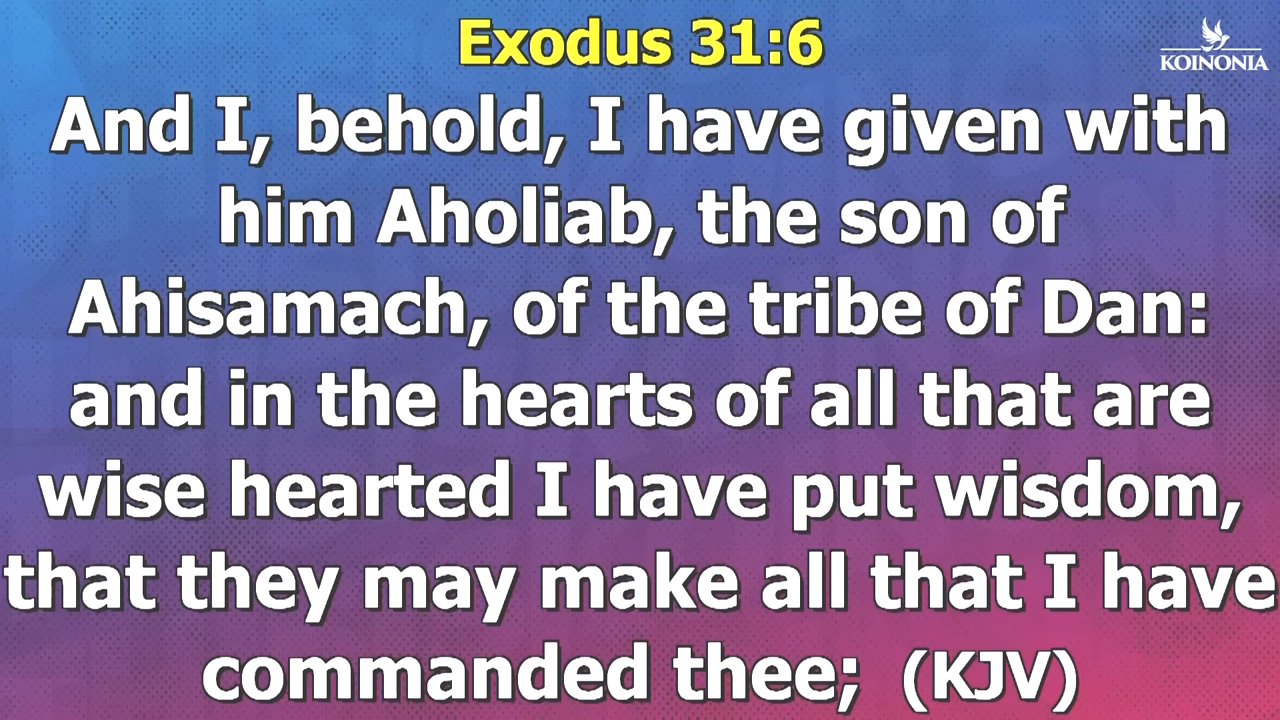 Exodus 31:6
KOINONIA
And I, behold, I have given with
him Aholiab, the son of
Ahisamach, of the tribe of Dan:
and in the hearts of all that are
wise hearted I have put wisdom,
that they may make all that I have
commanded thee; (KJV)